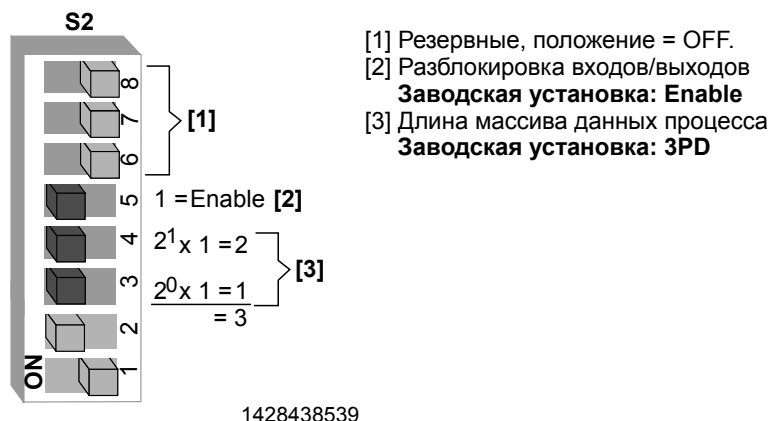 S2
8
7
6
[1]
5
1 = Enable [2]
4
2¹ x 1 = 2
3
2⁰ x 1 = 1
[3]
= 3
2
1
ON
[1] Резервные, положение = OFF.
[2] Разблокировка входов/выходов
Заводская установка: Enable
[3] Длина массива данных процесса
Заводская установка: 3PD
1428438539